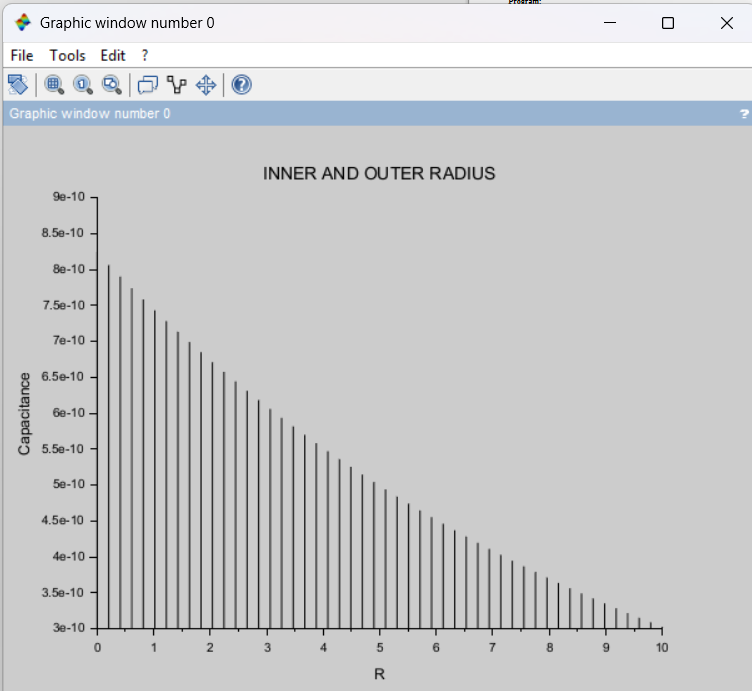 Program:
Graphic window number 0
File Tools Edit ?
Graphic window number 0 ?
INNER AND OUTER RADIUS
9e-10
8.5e-10
8e-10
7.5e-10
7e-10
6.5e-10
6e-10
5.5e-10
5e-10
4.5e-10
4e-10
3.5e-10
3e-10
Capacitance
0 1 2 3 4 5 6 7 8 9 10
R